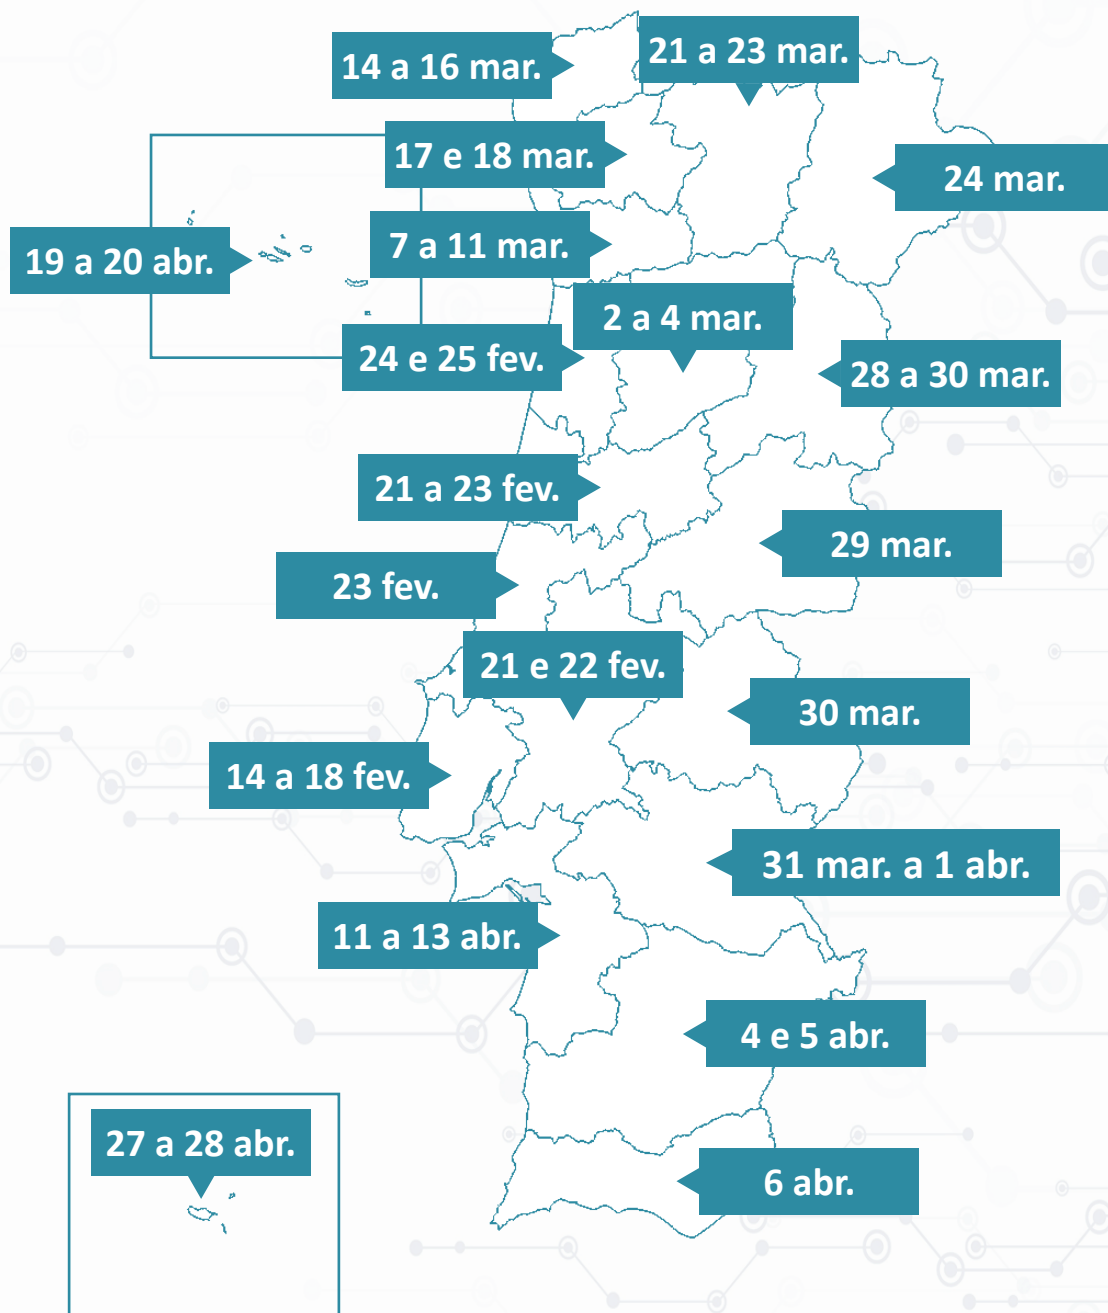 14 a 16 mar.
21 a 23 mar.
17 e 18 mar.
24 mar.
7 a 11 mar.
19 a 20 abr.
2 a 4 mar.
24 e 25 fev.
28 a 30 mar.
21 a 23 fev.
29 mar.
23 fev.
21 e 22 fev.
30 mar.
14 a 18 fev.
31 mar. a 1 abr.
11 a 13 abr.
4 e 5 abr.
27 a 28 abr.
6 abr.